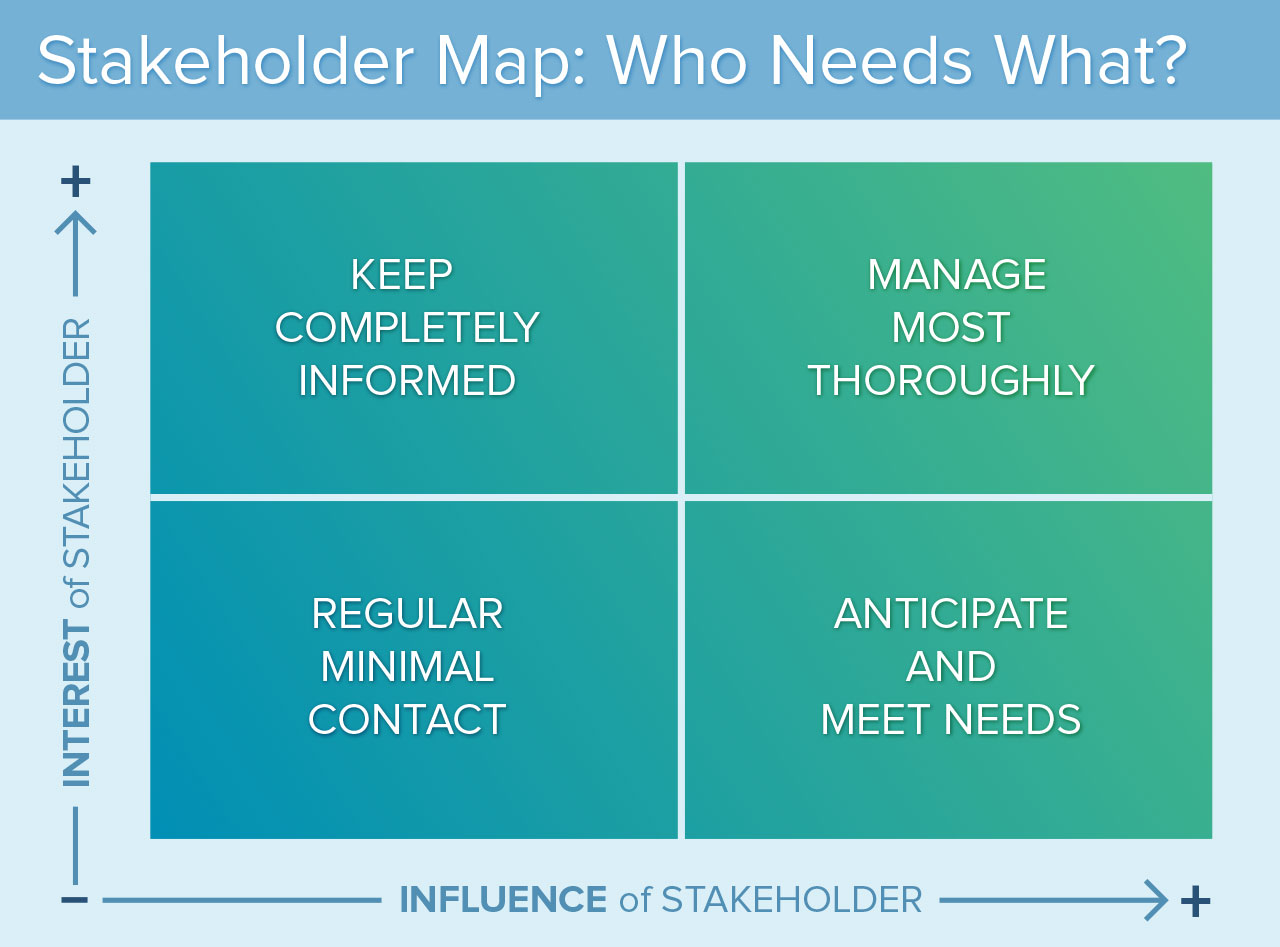 Stakeholder Map: Who Needs What?
+
INTEREST of STAKEHOLDER
KEEP
COMPLETELY
INFORMED
MANAGE
MOST
THOROUGHLY
REGULAR
MINIMAL
CONTACT
ANTICIPATE
AND
MEET NEEDS
−
INFLUENCE of STAKEHOLDER
+